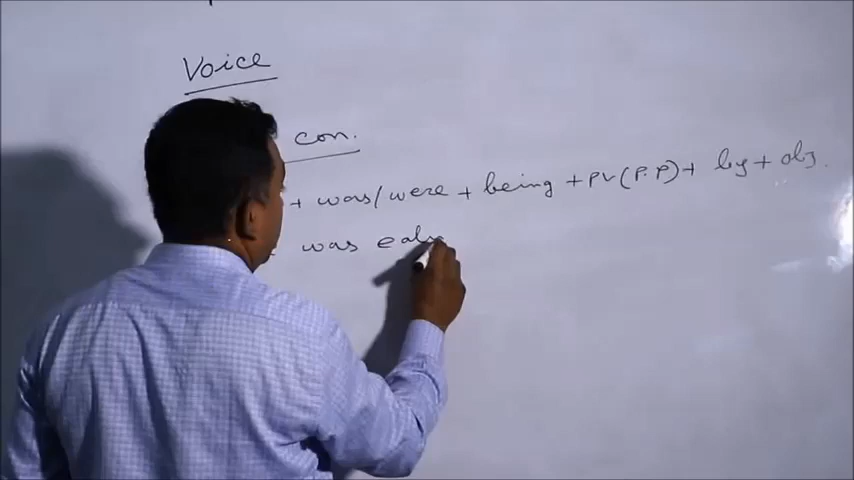 Voice
con.
+ was/were + being + PV(P.P) + by + obj.
was